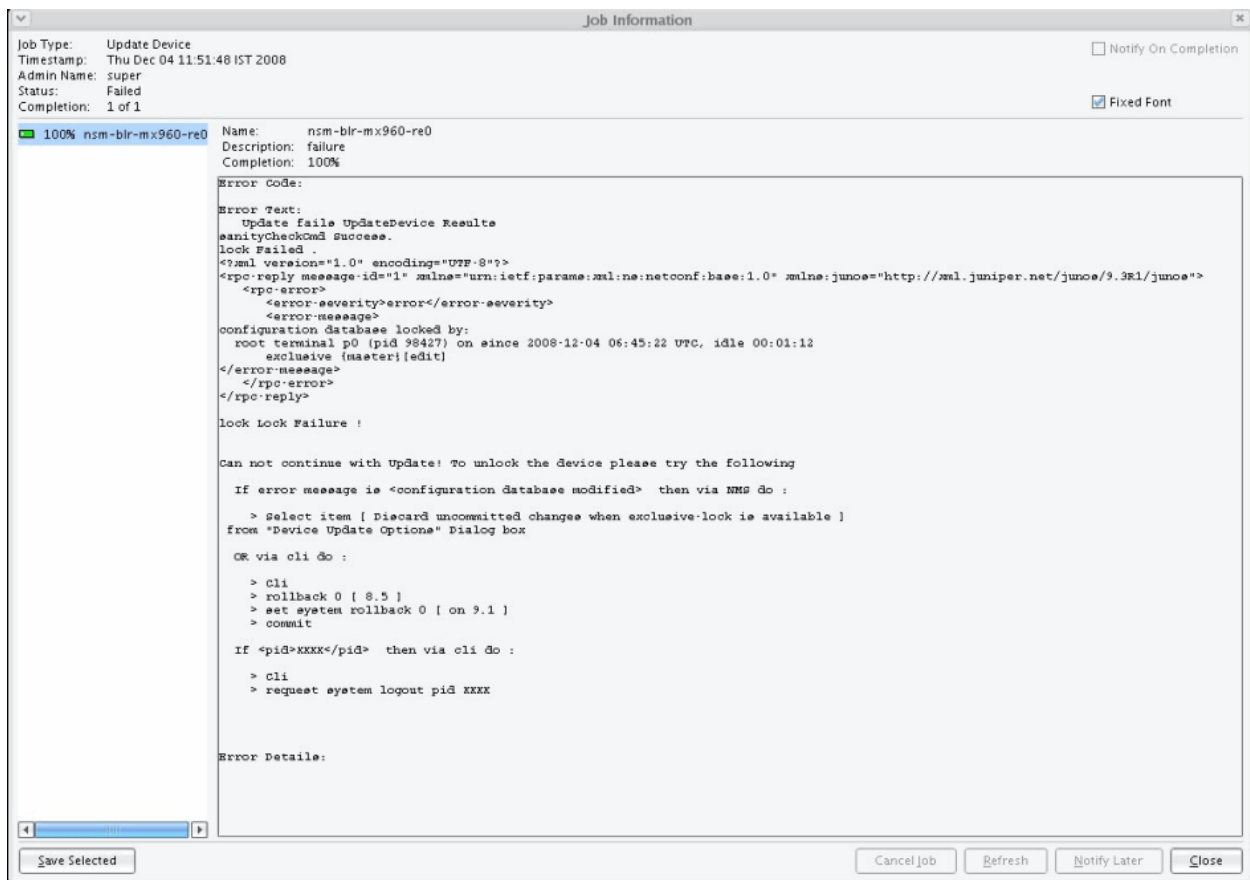 Job Information
Job Type: Update Device
Timestamp: Thu Dec 04 11:51:48 IST 2008
Admin Name: super
Status: Failed
Completion: 1 of 1
Notify On Completion
Fixed Font
100% nsm-blr-mx960-re0
Name: nsm-blr-mx960-re0
Description: failure
Completion: 100%
Error Code:
Error Text:
Update fails UpdateDevice Results
sanityCheckCmd Success.
lock Failed .
<?xml version="1.0" encoding="UTF-8"?>
<rpc-reply message-id="1" xmlns="urn:ietf:params:xml:ns:netconf:base:1.0" xmlns:junos="http://xml.juniper.net/junos/9.3R1/junos">
<rpc-error>
<error-severity>error</error-severity>
<error-message>
configuration database locked by:
root terminal p0 (pid 98427) on since 2008-12-04 06:45:22 UTC, idle 00:01:12
exclusive {master}[edit]
</error-message>
</rpc-error>
</rpc-reply>
lock Lock Failure !
Can not continue with Update! To unlock the device please try the following
If error message is <configuration database modified> then via NMS do :
> Select item [ Discard uncommitted changes when exclusive-lock is available ]
from "Device Update Options" Dialog box
OR via cli do :
> Cli
> rollback 0 [ 8.5 ]
> set system rollback 0 [ on 9.1 ]
> commit
If <pid>XXXX</pid> then via cli do :
> Cli
> request system logout pid XXXX
Error Details:
Save Selected
Cancel Job
Refresh
Notify Later
Close